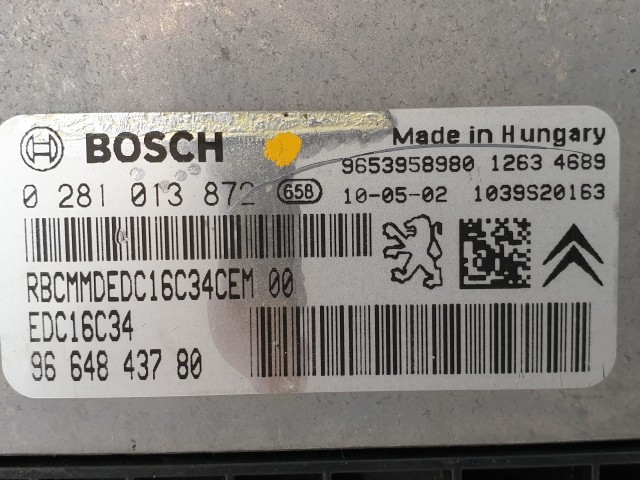 BOSCH
Made in Hungary
9653958980 1263 4689
0 281 013 872 658 10-05-02 1039S20163
RBCMMDEDC16C34CEM 00
EDC16C34
96 648 437 80